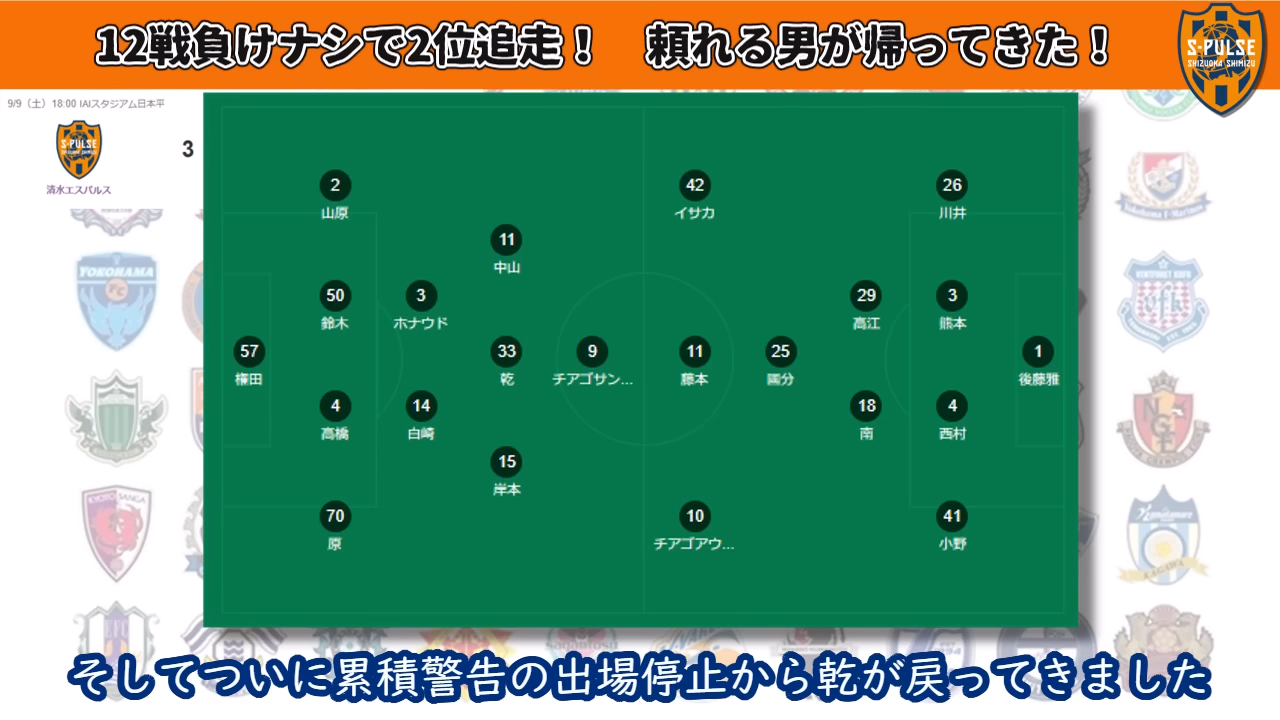 12戦負けナシで2位追走！　頼れる男が帰ってきた！
S-PULSE
SHIZUOKA SHIMIZU
9/9（土）18:00 IAIスタジアム日本平
S-PULSE
清水エスパルス
3
2
山原
42
イサカ
26
川井
11
中山
50
鈴木
3
ホナウド
29
高江
3
熊本
57
権田
33
乾
9
チアゴサン...
11
藤本
25
國分
1
後藤雅
4
高橋
14
白崎
18
南
4
西村
15
岸本
70
原
10
チアゴアウ...
41
小野
YOKOHAMA
FC
KYOTO SANGA
そしてついに累積警告の出場停止から乾が戻ってきました